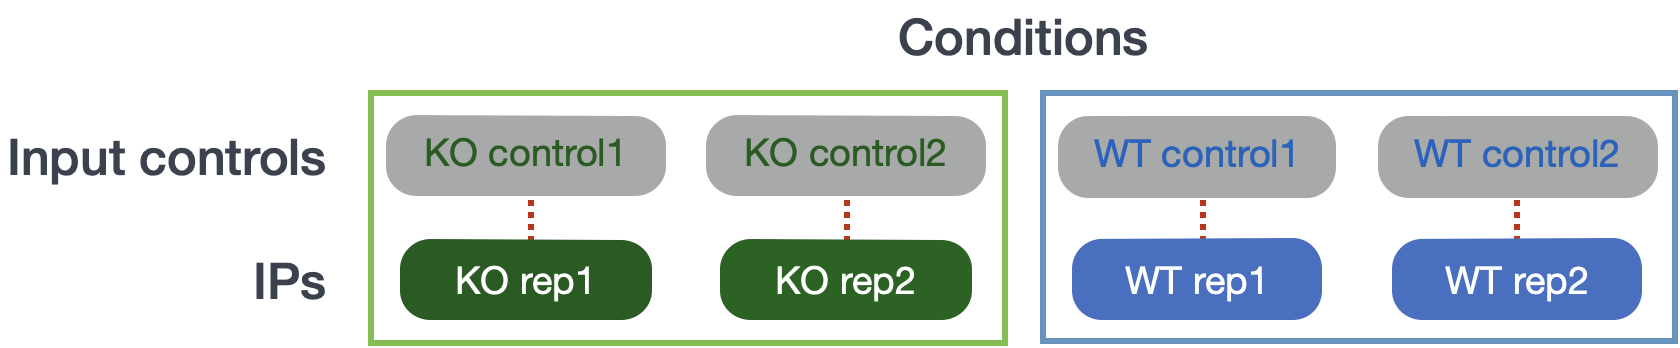 Conditions
Input controls
KO control1
KO control2
WT control1
WT control2
IPs
KO rep1
KO rep2
WT rep1
WT rep2